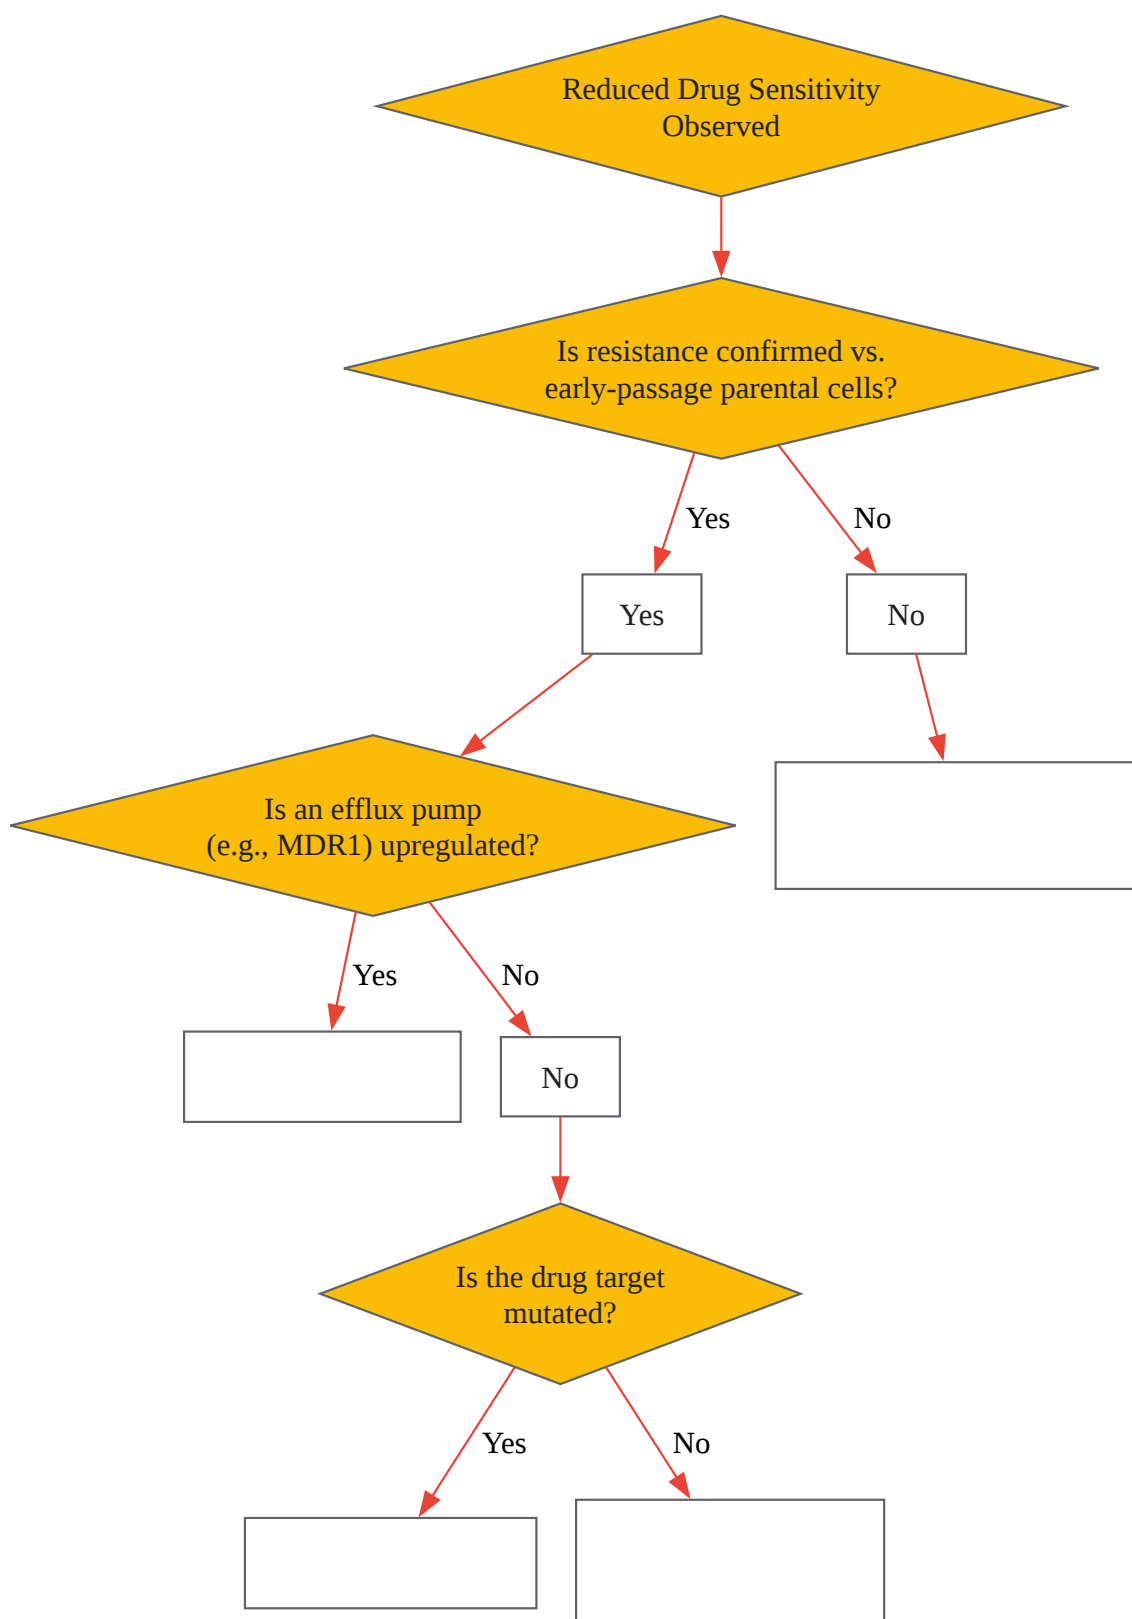 Reduced Drug Sensitivity
Observed
Is resistance confirmed vs.
early-passage parental cells?
Yes
No
Yes
No
Is an efflux pump
(e.g., MDR1) upregulated?
Yes
No
No
Is the drug target
mutated?
Yes
No